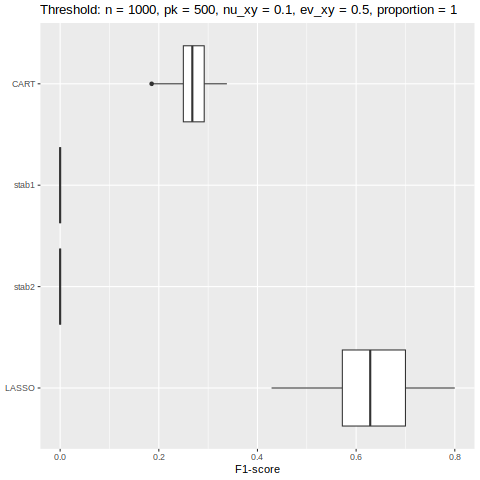 Threshold: n = 1000, pk = 500, nu_xy = 0.1, ev_xy = 0.5, proportion = 1
CART
stab1
stab2
LASSO
0.0 0.2 0.4 0.6 0.8
F1-score